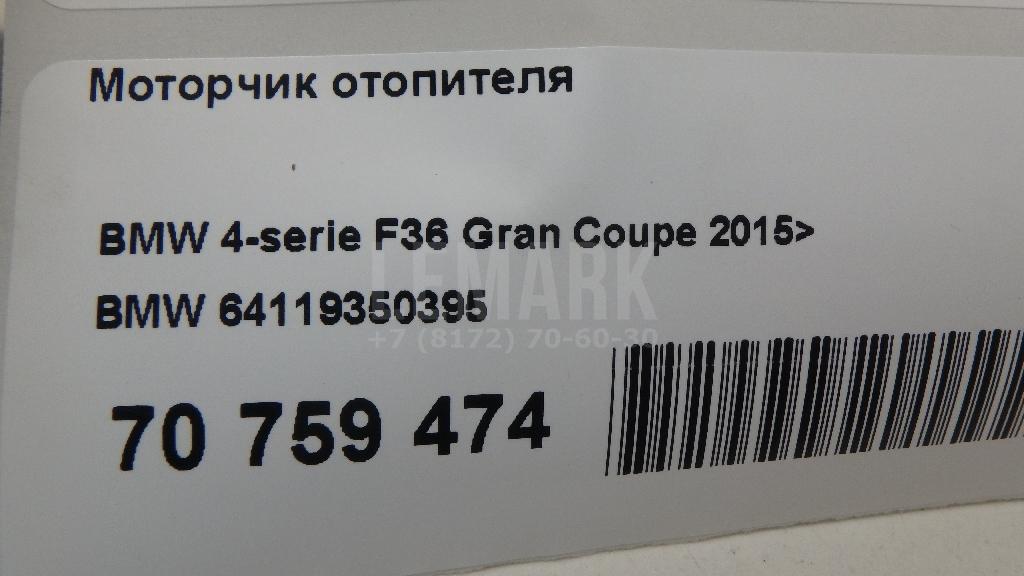 Моторчик отопителя
BMW 4-serie F36 Gran Coupe 2015>
LEMARK
BMW 64119350395
+7 (8172) 70-60-30
70 759 474